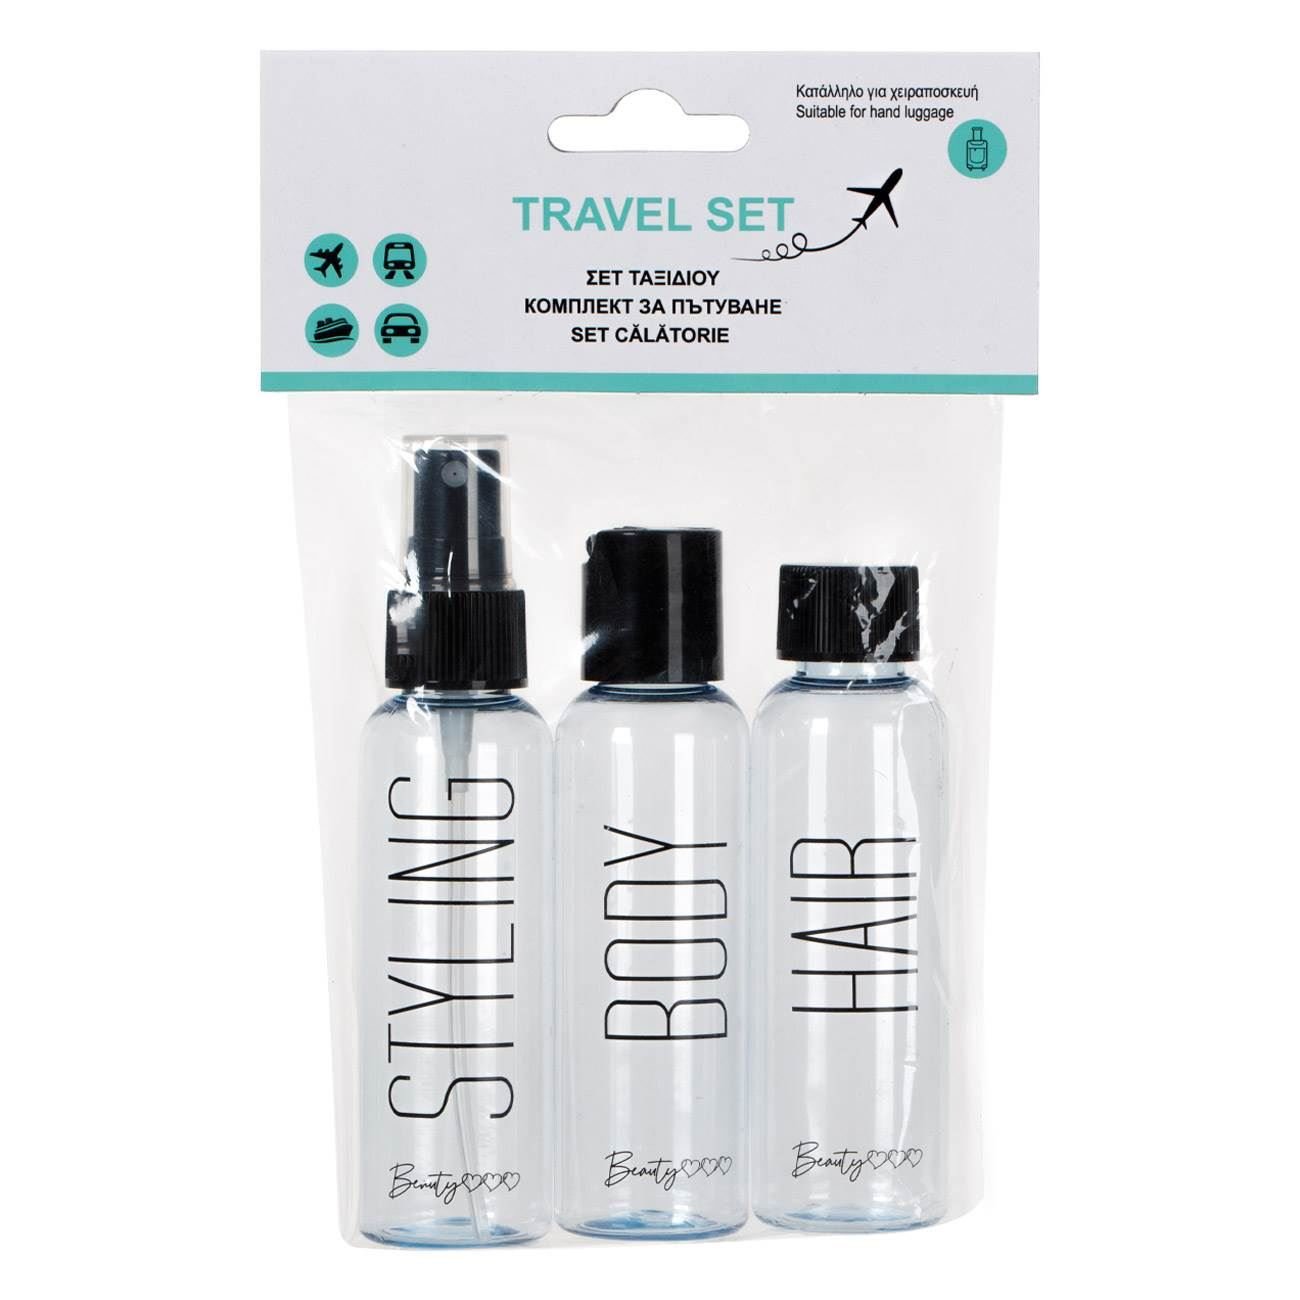 Κατάλληλο για χειραποσκευή
Suitable for hand luggage
TRAVEL SET
ΣΕΤ ΤΑΞΙΔΙΟΥ
КОМПЛЕКТ ЗА ПЪТУВАНЕ
SET CĂLĂTORIE
STYLING
Beauty
BODY
Beauty
HAIR
Beauty